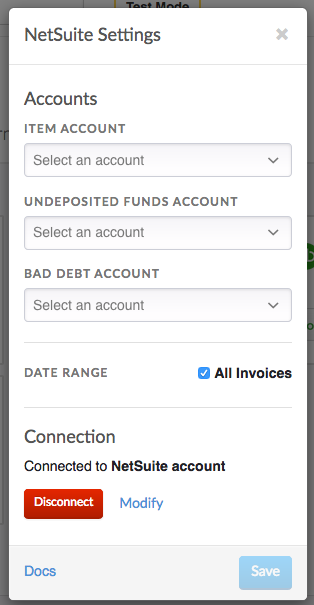 Test Mode
NetSuite Settings
Accounts
ITEM ACCOUNT
Select an account
UNDEPOSITED FUNDS ACCOUNT
Select an account
BAD DEBT ACCOUNT
Select an account
DATE RANGE All Invoices
Connection
Connected to NetSuite account
Disconnect Modify
Docs Save